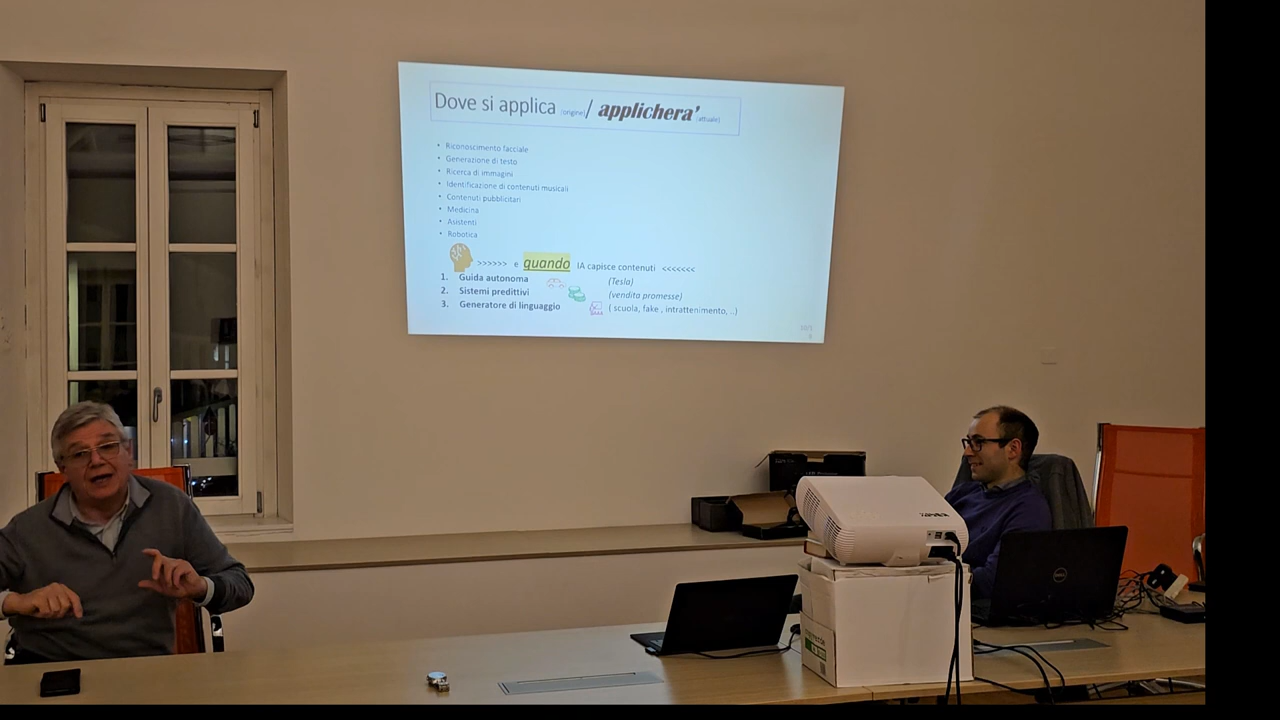 Dove si applica (origine) / applichera' (attuale)
• Riconoscimento facciale
• Generazione di testo
• Ricerca di immagini
• Identificazione di contenuti musicali
• Contenuti pubblicitari
• Medicina
• Asistenti
• Robotica
>>>>>> e quando IA capisce contenuti <<<<<<<
1. Guida autonoma (Tesla)
2. Sistemi predittivi (vendita promesse)
3. Generatore di linguaggio ( scuola, fake , intrattenimento, ..)
DELL